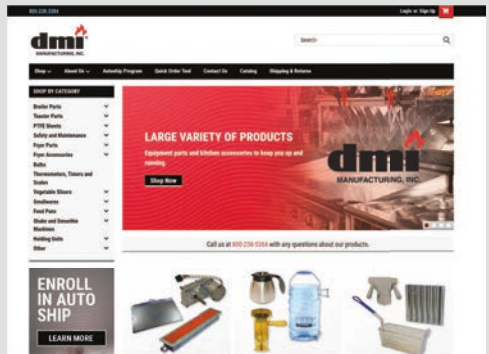 800-236-5364
Login or Sign Up
dmi
MANUFACTURING, INC.
Search
Shop About Us Autoship Program Quick Order Tool Contact Us Catalog Shipping & Returns
SHOP BY CATEGORY
Broiler Parts
Toaster Parts
PTFE Sheets
Safety and Maintenance
Fryer Parts
Fryer Accessories
Bulbs
Thermometers, Timers and
Scales
Vegetable Slicers
Smallwares
Food Pans
Shake and Smoothie
Machines
Holding Units
Other
LARGE VARIETY OF PRODUCTS
Equipment parts and kitchen accessories to keep you up and
running.
Shop Now
dmi
MANUFACTURING, INC.
Call us at 800-236-5364 with any questions about our products.
ENROLL
IN AUTO
SHIP
LEARN MORE